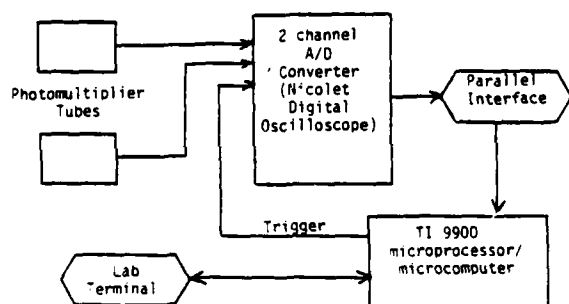 2 channel
A/D
Converter
(Nicolet
Digital
Oscilloscope)
Photomultiplier
Tubes
Parallel
Interface
Trigger
TI 9900
microprocessor/
microcomputer
Lab
Terminal